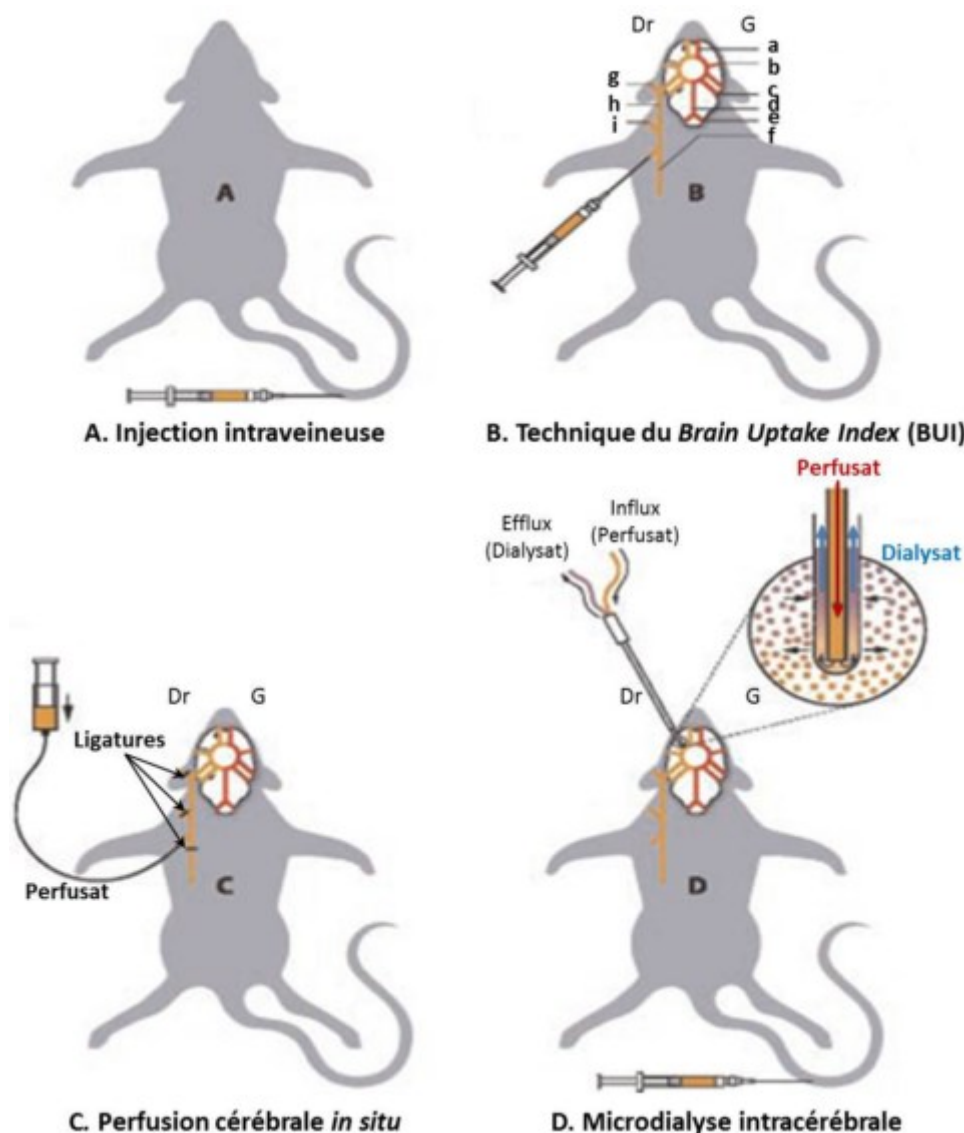 Dr G
a
b
c
d
e
f
g
h
i
A
B
A. Injection intraveineuse
B. Technique du Brain Uptake Index (BUI)
Perfusat
Dialysat
Efflux
(Dialysat)
Influx
(Perfusat)
Dr G
Ligatures
Perfusat
C
Dr G
D
C. Perfusion cérébrale in situ
D. Microdialyse intracérébrale